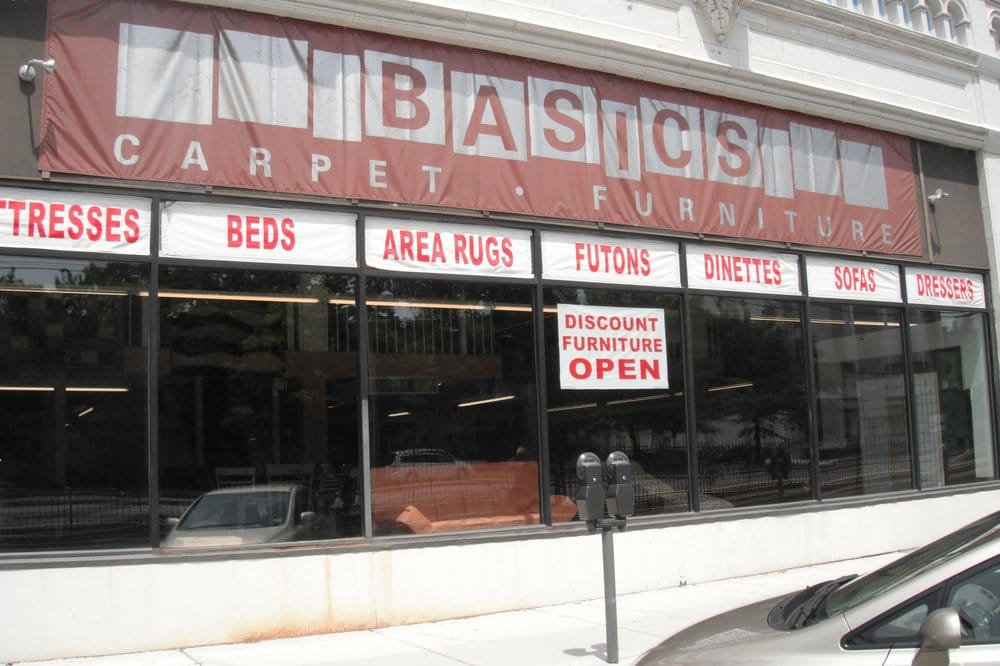 BASICS
CARPET · FURNITURE
TTRESSES
BEDS
AREA RUGS
FUTONS
DINETTES
SOFAS
DRESSERS
DISCOUNT
FURNITURE
OPEN